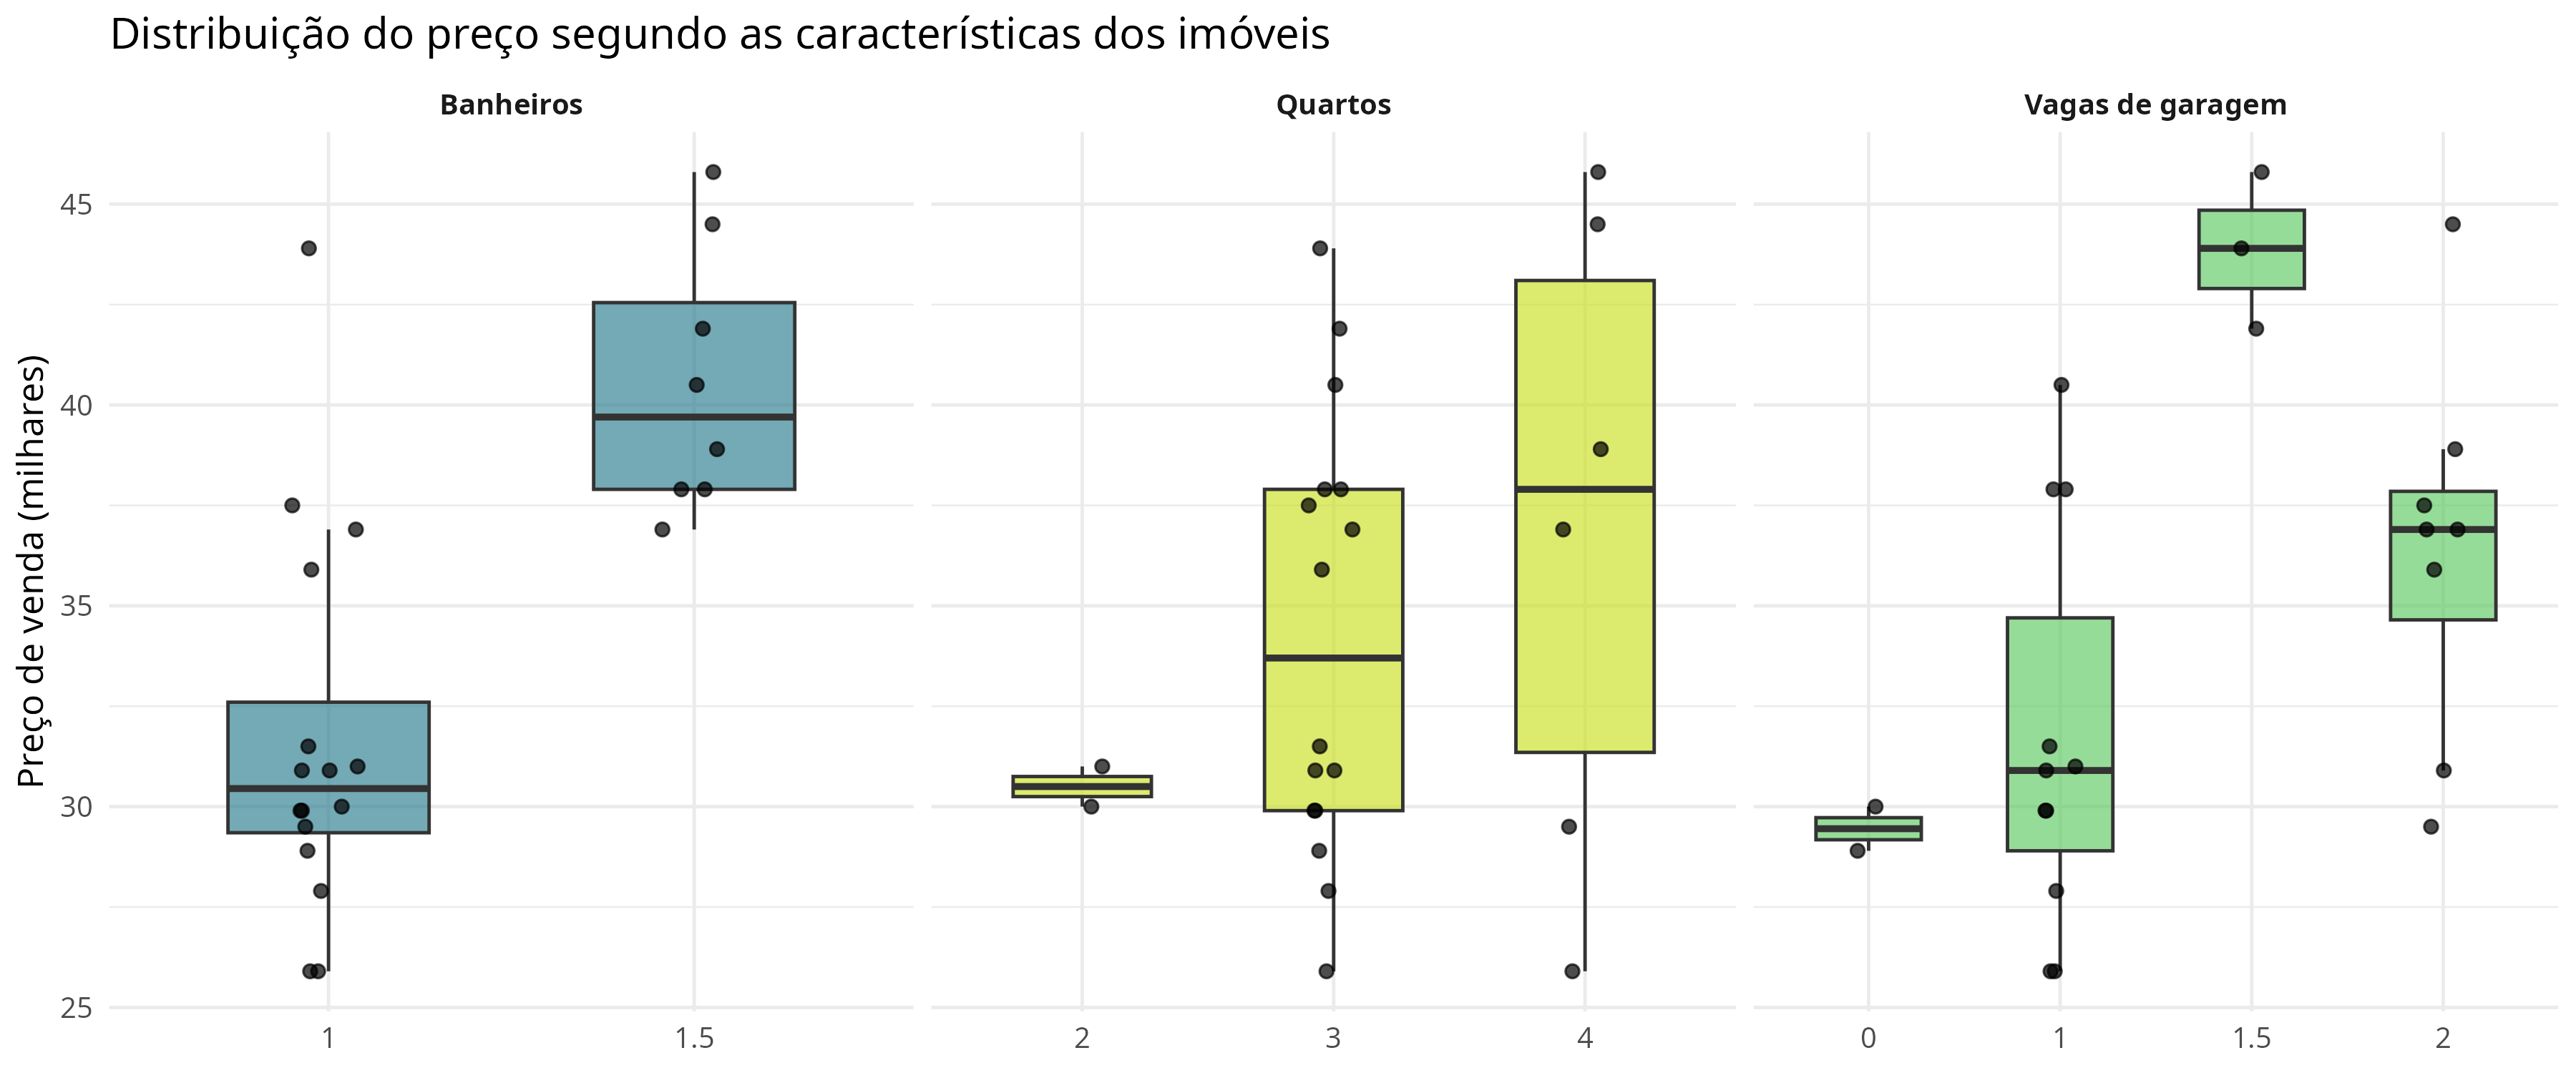 Distribuição do preço segundo as características dos imóveis
Banheiros
Quartos
Vagas de garagem
Preço de venda (milhares)
45
40
35
30
25
1
1.5
2
3
4
0
1
1.5
2